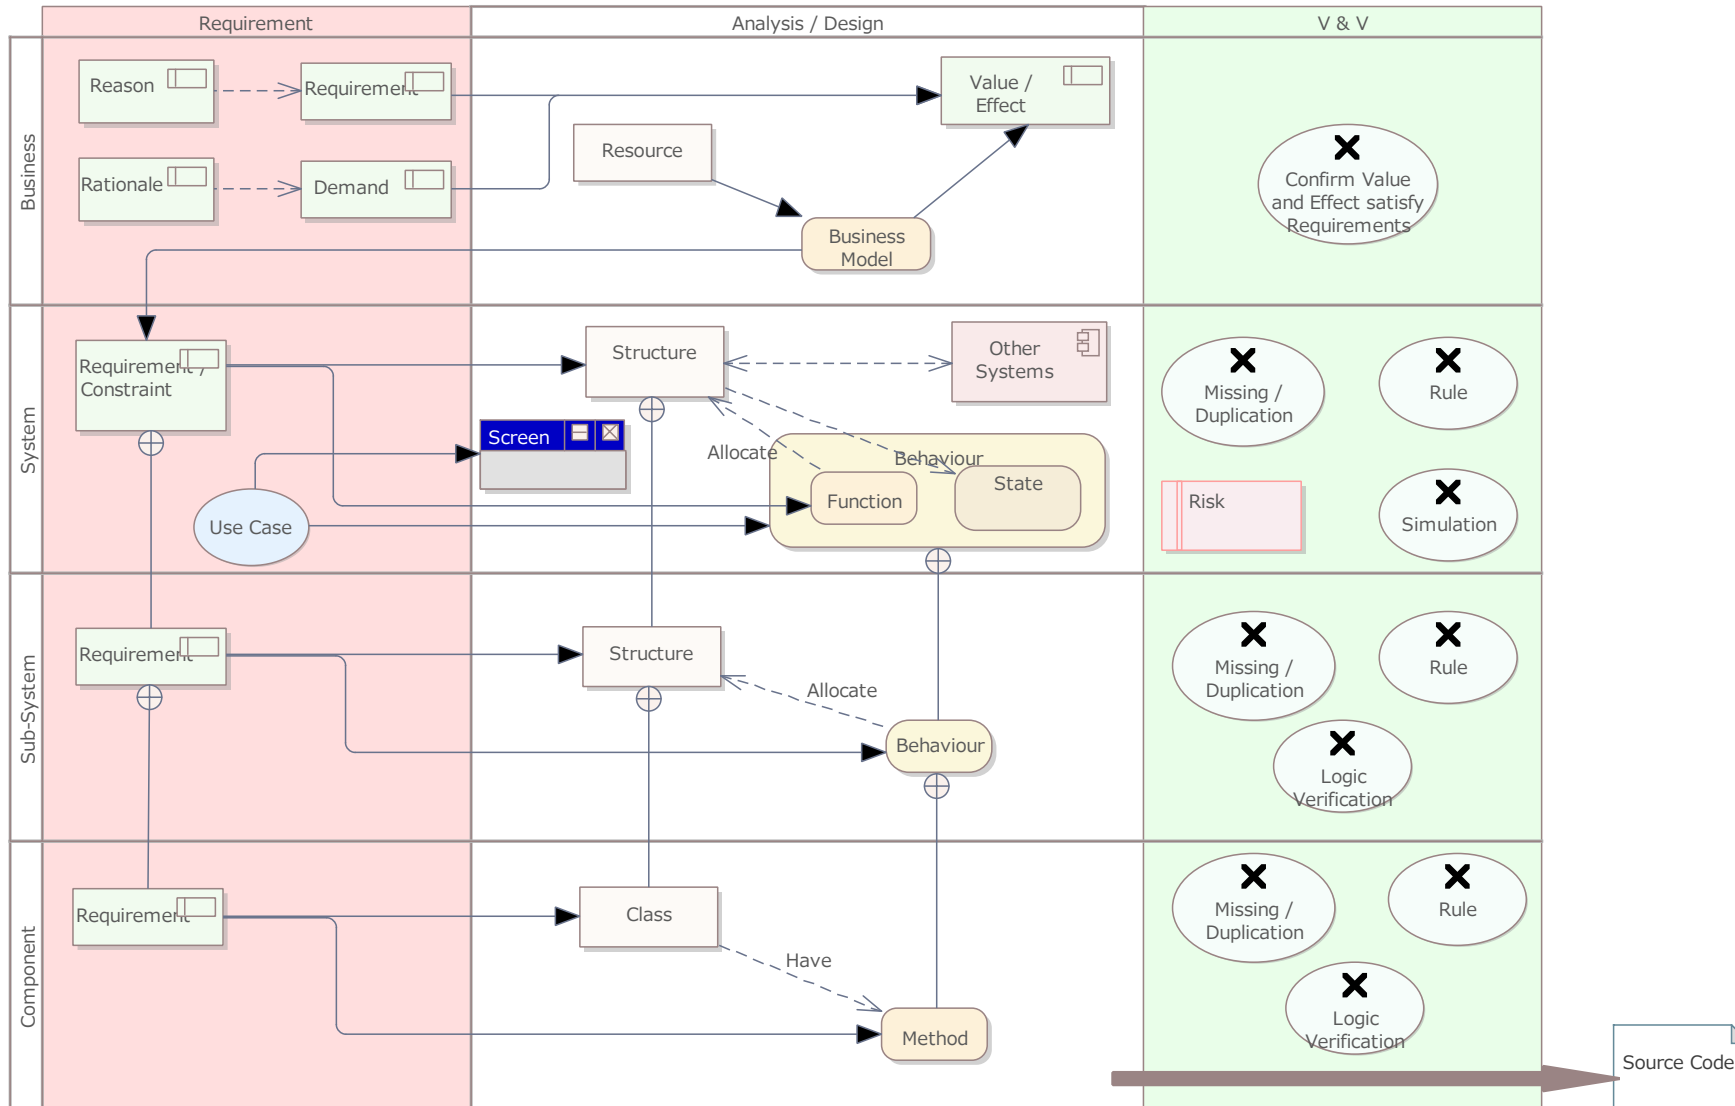 Requirement
Analysis / Design
V & V
Business
Reason
Requirement
Value /
Effect
Resource
Rationale
Demand
Business
Model
Confirm Value
and Effect satisfy
Requirements
System
Requirement /
Constraint
Structure
Other
Systems
Screen
Allocate
Behaviour
Function
State
Use Case
Missing /
Duplication
Rule
Risk
Simulation
Sub-System
Requirement
Structure
Allocate
Behaviour
Missing /
Duplication
Rule
Logic
Verification
Component
Requirement
Class
Have
Method
Missing /
Duplication
Rule
Logic
Verification
Source Code